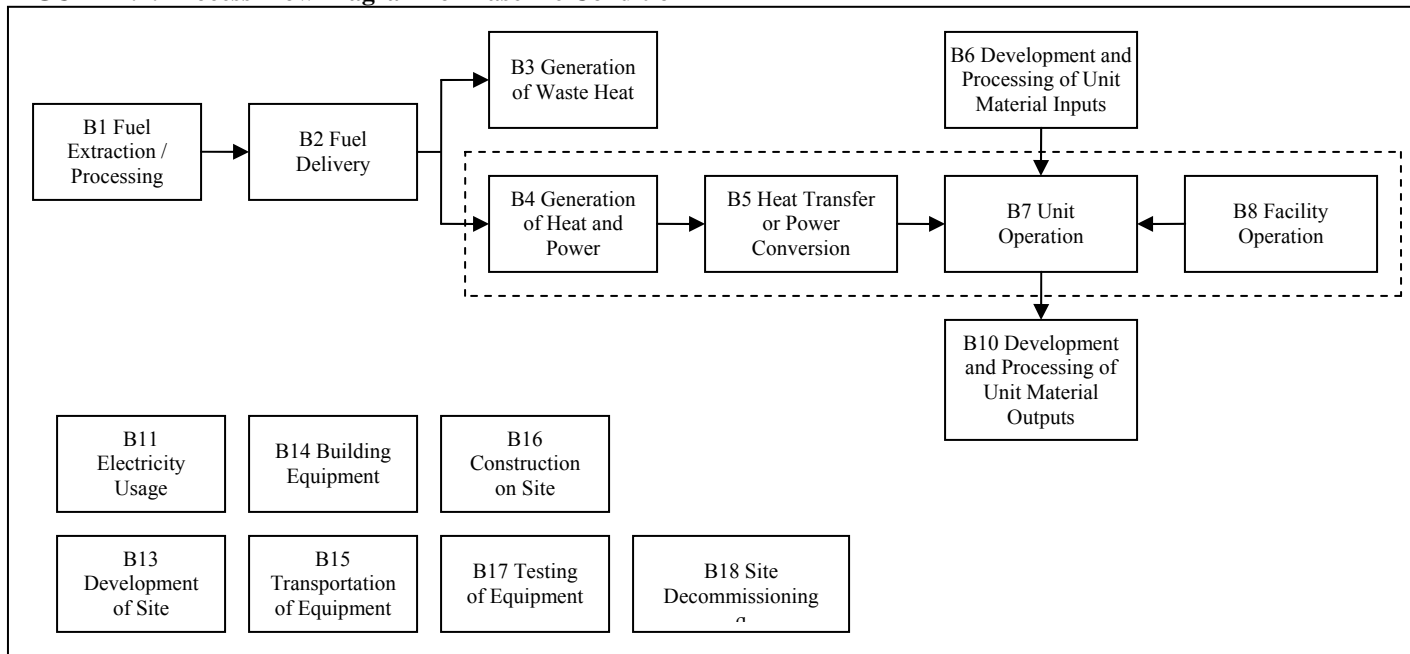 B3 Generation
of Waste Heat
B6 Development and
Processing of Unit
Material Inputs
B1 Fuel
Extraction /
Processing
B2 Fuel
Delivery
B4 Generation
of Heat and
Power
B5 Heat Transfer
or Power
Conversion
B7 Unit
Operation
B8 Facility
Operation
B10 Development
and Processing of
Unit Material
Outputs
B11
Electricity
Usage
B14 Building
Equipment
B16
Construction
on Site
B13
Development
of Site
B15
Transportation
of Equipment
B17 Testing
of Equipment
B18 Site
Decommissioning